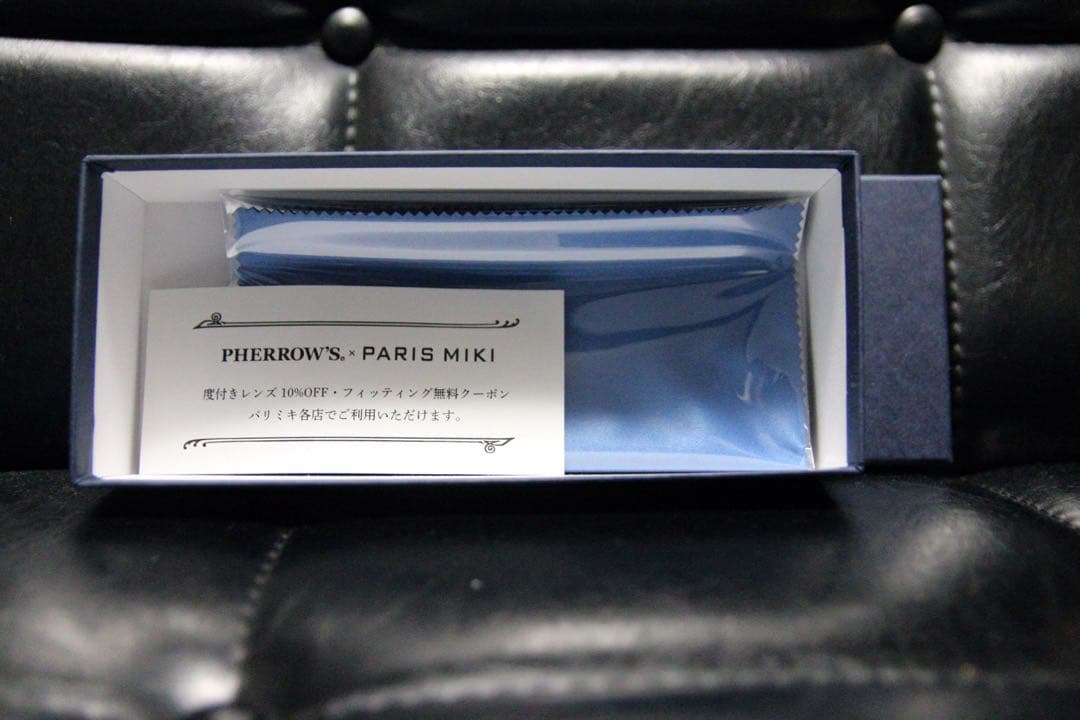 PHERROW'S. × PARIS MIKI
度付きレンズ 10%OFF・フィッティング無料クーポン
パリミキ各店でご利用いただけます。